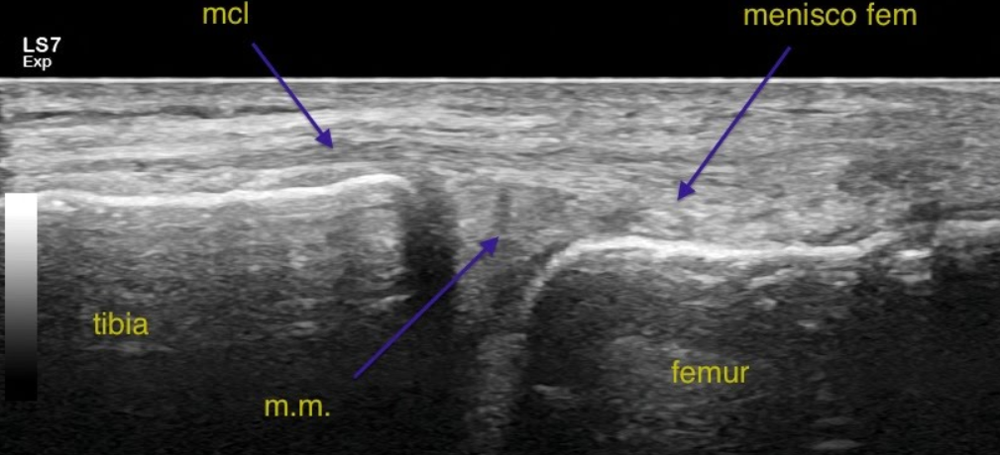 mcl
menisco fem
LS7
Exp
tibia
femur
m.m.